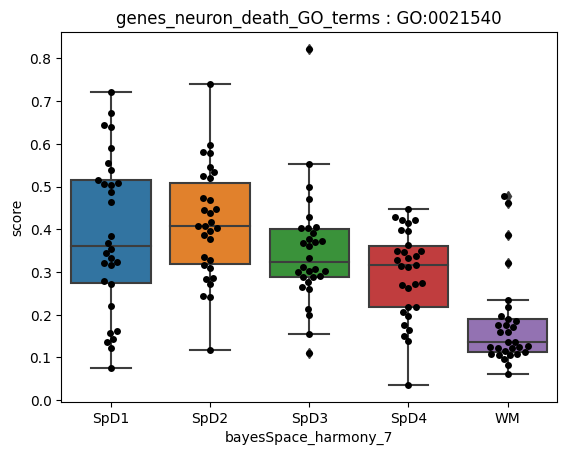 genes_neuron_death_GO_terms : GO:0021540
0.8
0.7
0.6
0.5
0.4
0.3
0.2
0.1
0.0
score
SpD1 SpD2 SpD3 SpD4 WM
bayesSpace_harmony_7